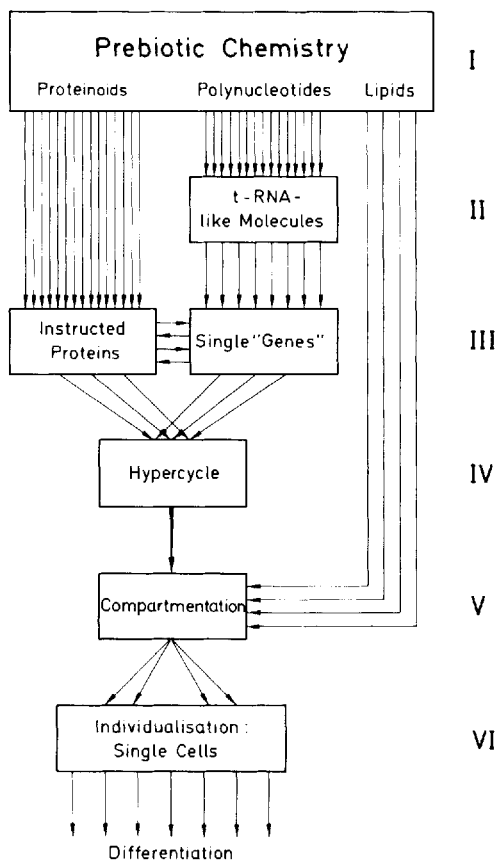 Prebiotic Chemistry
I
Proteinoids Polynucleotides Lipids
t-RNA-
like Molecules
II
Instructed
Proteins
Single "Genes"
III
Hypercycle
IV
Compartmentation
V
Individualisation:
Single Cells
VI
Differentiation